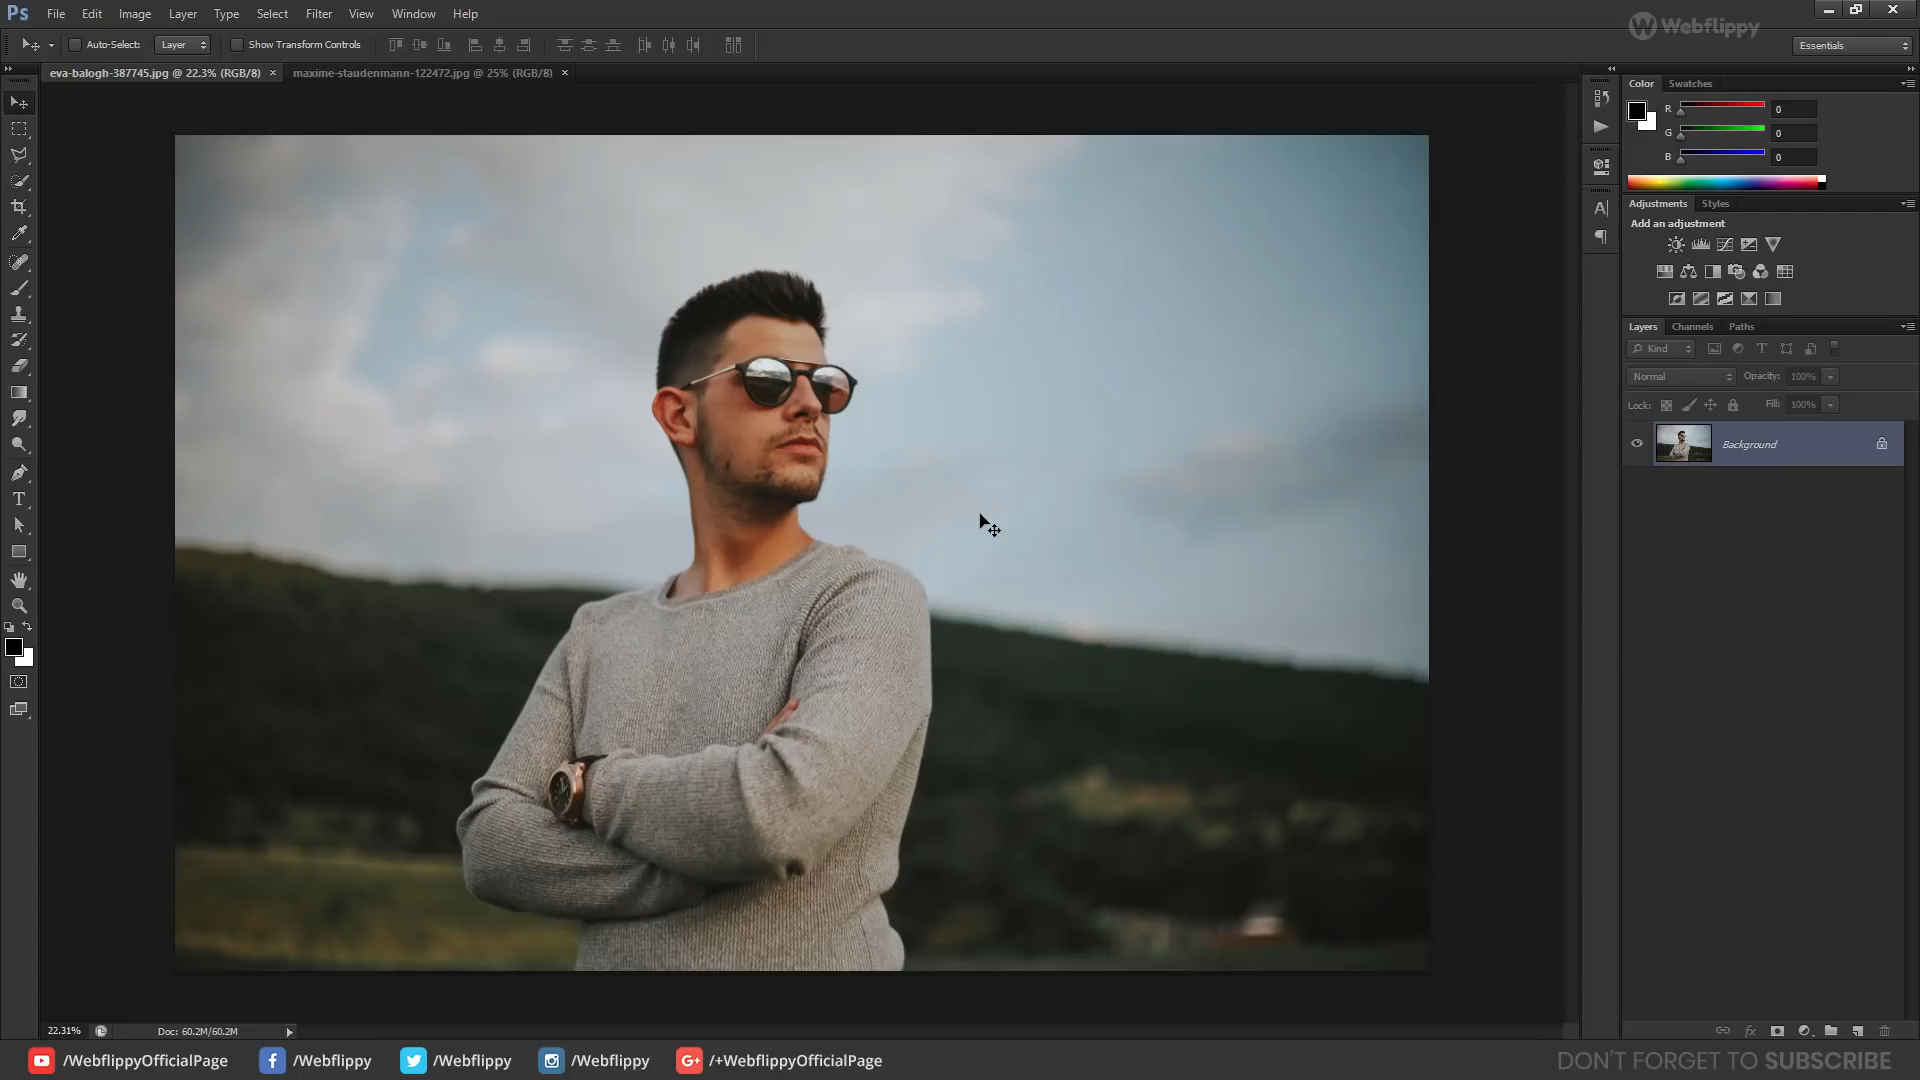 Ps File Edit Image Layer Type Select Filter View Window Help
Webflippy
Auto-Select: Layer Show Transform Controls
Essentials
eva-balogh-387745.jpg @ 22.3% (RGB/8) × maxime-staudenmann-122472.jpg @ 25% (RGB/8) ×
Color Swatches
R 0
G 0
B 0
Adjustments Styles
Add an adjustment
Layers Channels Paths
Kind
Normal Opacity: 100%
Lock: Fill: 100%
Background
22.31% Doc: 60.2M/60.2M
/WebflippyOfficialPage /Webflippy /Webflippy /Webflippy G+ /+WebflippyOfficialPage
DON'T FORGET TO SUBSCRIBE